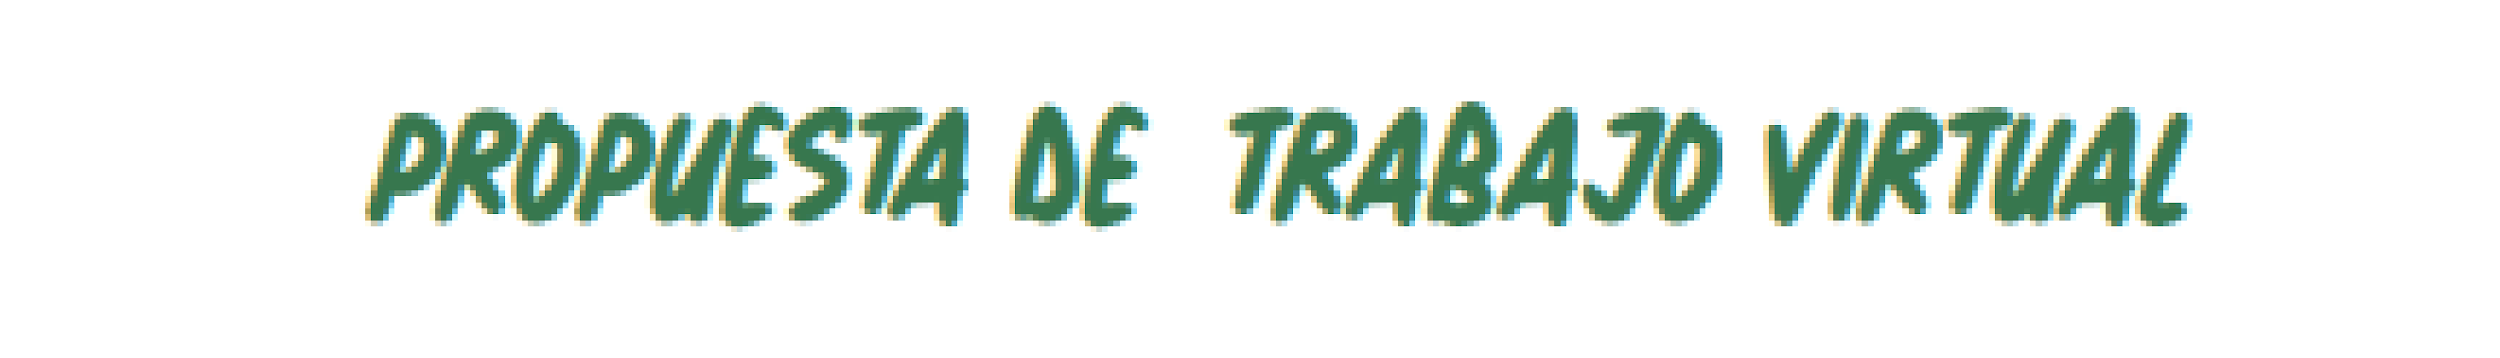 PROPUESTA DE TRABAJO VIRTUAL